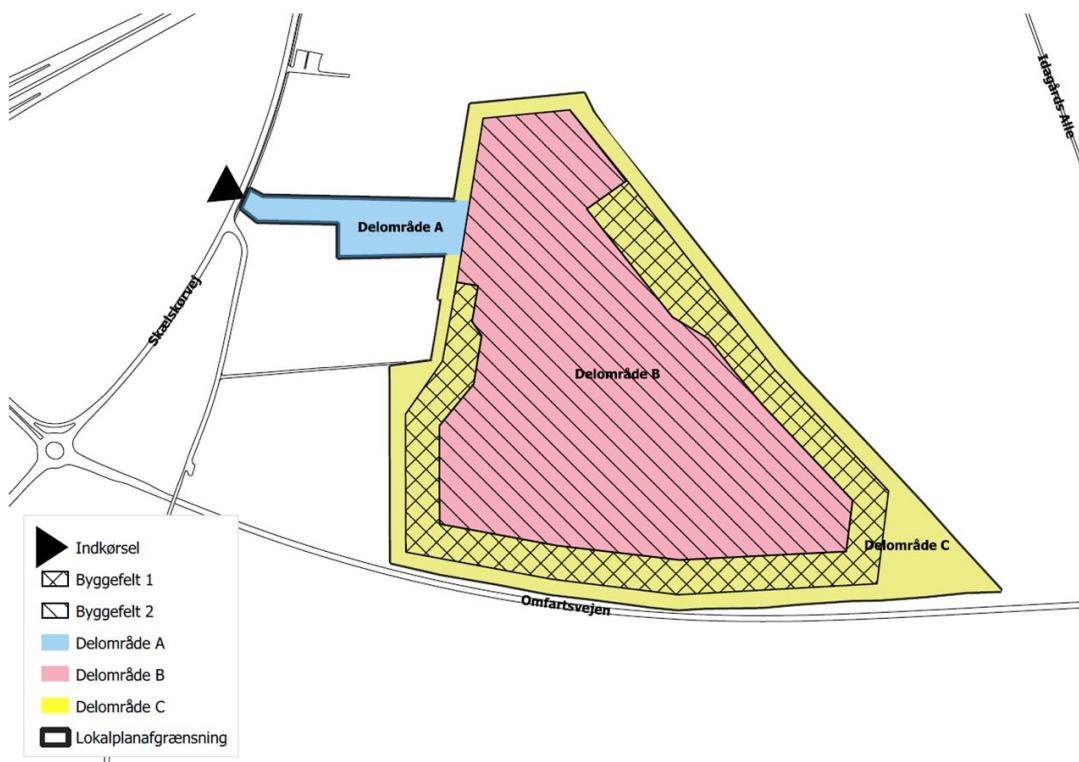 Idagårds Alle
Delområde A
Skælskørvej
Delområde B
Delområde C
Omfartsvejen
Indkørsel
Byggefelt 1
Byggefelt 2
Delområde A
Delområde B
Delområde C
Lokalplanafgrænsning